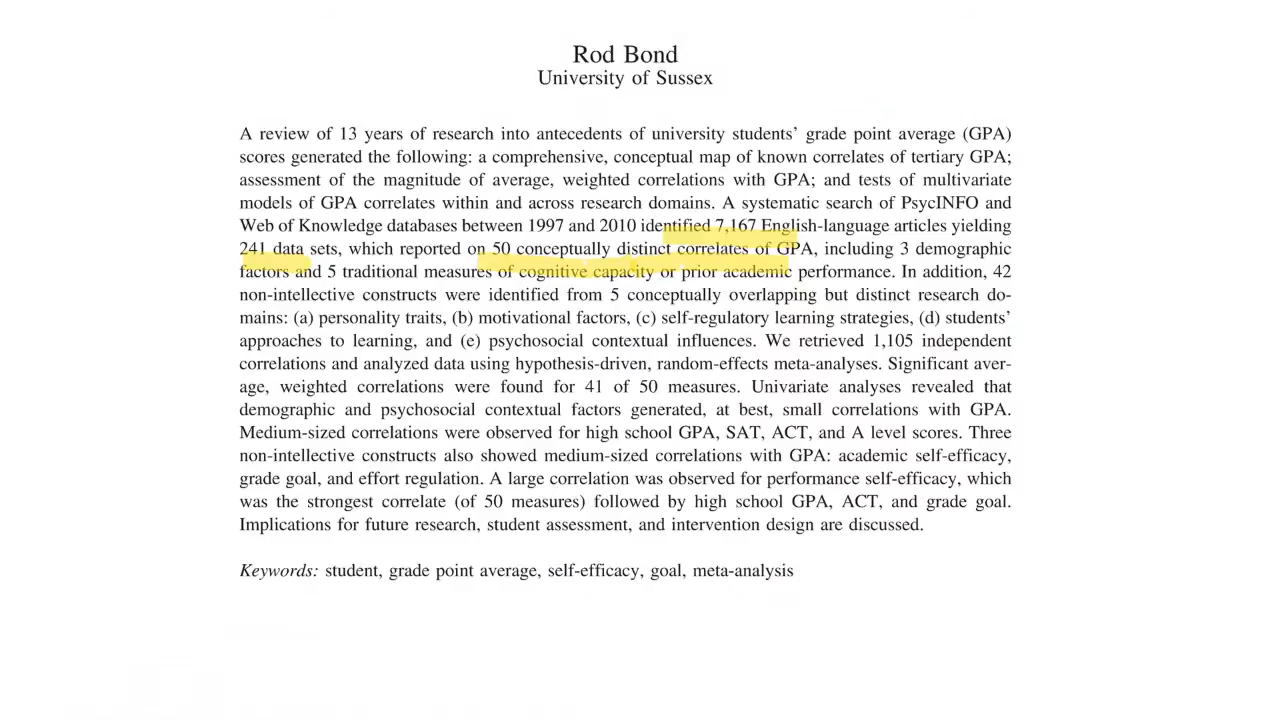 Rod Bond
University of Sussex
A review of 13 years of research into antecedents of university students’ grade point average (GPA)
scores generated the following: a comprehensive, conceptual map of known correlates of tertiary GPA;
assessment of the magnitude of average, weighted correlations with GPA; and tests of multivariate
models of GPA correlates within and across research domains. A systematic search of PsycINFO and
Web of Knowledge databases between 1997 and 2010 identified 7,167 English-language articles yielding
241 data sets, which reported on 50 conceptually distinct correlates of GPA, including 3 demographic
factors and 5 traditional measures of cognitive capacity or prior academic performance. In addition, 42
non-intellective constructs were identified from 5 conceptually overlapping but distinct research do-
mains: (a) personality traits, (b) motivational factors, (c) self-regulatory learning strategies, (d) students’
approaches to learning, and (e) psychosocial contextual influences. We retrieved 1,105 independent
correlations and analyzed data using hypothesis-driven, random-effects meta-analyses. Significant aver-
age, weighted correlations were found for 41 of 50 measures. Univariate analyses revealed that
demographic and psychosocial contextual factors generated, at best, small correlations with GPA.
Medium-sized correlations were observed for high school GPA, SAT, ACT, and A level scores. Three
non-intellective constructs also showed medium-sized correlations with GPA: academic self-efficacy,
grade goal, and effort regulation. A large correlation was observed for performance self-efficacy, which
was the strongest correlate (of 50 measures) followed by high school GPA, ACT, and grade goal.
Implications for future research, student assessment, and intervention design are discussed.
Keywords: student, grade point average, self-efficacy, goal, meta-analysis